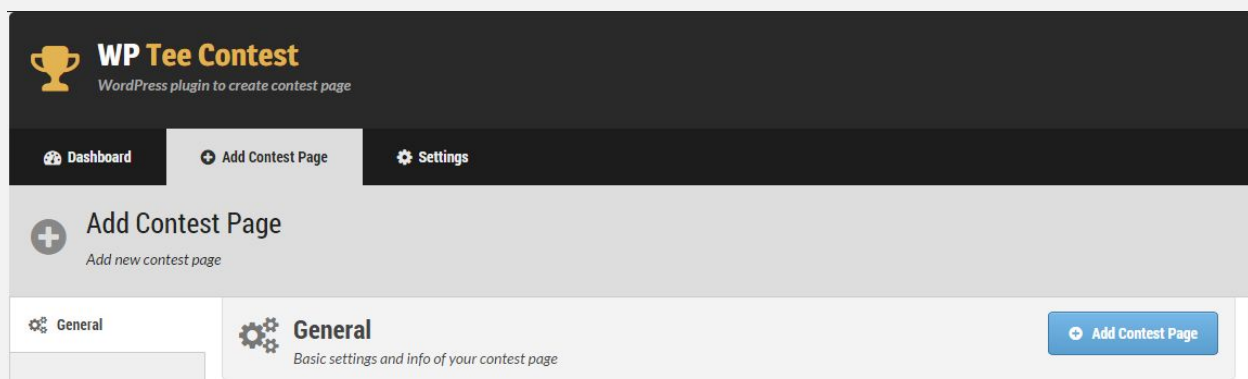 WP Tee Contest
WordPress plugin to create contest page
Dashboard
Add Contest Page
Settings
Add Contest Page
Add new contest page
General
General
Basic settings and info of your contest page
Add Contest Page